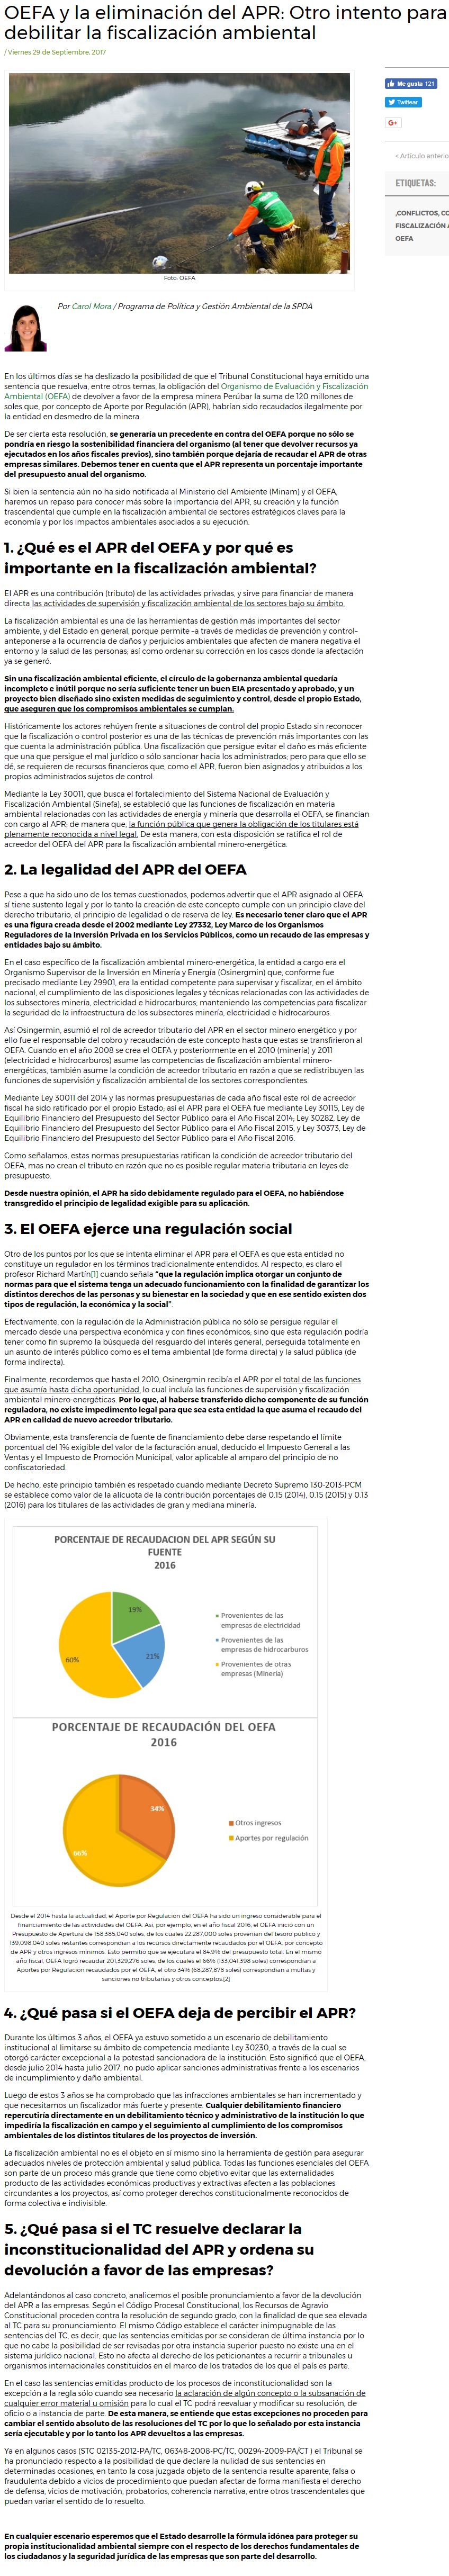 OEFA y la eliminación del APR: Otro intento para
debilitar la fiscalización ambiental
/ Viernes 29 de Septiembre, 2017
Me gusta 121
Twittear
G+
< Artículo anterio
ETIQUETAS:
,CONFLICTOS, CO
FISCALIZACIÓN A
OEFA
Foto: OEFA
Por Carol Mora / Programa de Política y Gestión Ambiental de la SPDA
En los últimos días se ha deslizado la posibilidad de que el Tribunal Constitucional haya emitido una
sentencia que resuelva, entre otros temas, la obligación del Organismo de Evaluación y Fiscalización
Ambiental (OEFA) de devolver a favor de la empresa minera Perúbar la suma de 120 millones de
soles que, por concepto de Aporte por Regulación (APR), habrían sido recaudados ilegalmente por
la entidad en desmedro de la minera.
De ser cierta esta resolución, se generaría un precedente en contra del OEFA porque no sólo se
pondría en riesgo la sostenibilidad financiera del organismo (al tener que devolver recursos ya
ejecutados en los años fiscales previos), sino también porque dejaría de recaudar el APR de otras
empresas similares. Debemos tener en cuenta que el APR representa un porcentaje importante
del presupuesto anual del organismo.
Si bien la sentencia aún no ha sido notificada al Ministerio del Ambiente (Minam) y el OEFA,
haremos un repaso para conocer más sobre la importancia del APR, su creación y la función
trascendental que cumple en la fiscalización ambiental de sectores estratégicos claves para la
economía y por los impactos ambientales asociados a su ejecución.
1. ¿Qué es el APR del OEFA y por qué es
importante en la fiscalización ambiental?
El APR es una contribución (tributo) de las actividades privadas, y sirve para financiar de manera
directa las actividades de supervisión y fiscalización ambiental de los sectores bajo su ámbito.
La fiscalización ambiental es una de las herramientas de gestión más importantes del sector
ambiente, y del Estado en general, porque permite –a través de medidas de prevención y control–
anteponerse a la ocurrencia de daños y perjuicios ambientales que afecten de manera negativa el
entorno y la salud de las personas; así como ordenar su corrección en los casos donde la afectación
ya se generó.
Sin una fiscalización ambiental eficiente, el círculo de la gobernanza ambiental quedaría
incompleto e inútil porque no sería suficiente tener un buen EIA presentado y aprobado, y un
proyecto bien diseñado sino existen medidas de seguimiento y control, desde el propio Estado,
que aseguren que los compromisos ambientales se cumplan.
Históricamente los actores rehúyen frente a situaciones de control del propio Estado sin reconocer
que la fiscalización o control posterior es una de las técnicas de prevención más importantes con las
que cuenta la administración pública. Una fiscalización que persigue evitar el daño es más eficiente
que una que persigue el mal jurídico o sólo sancionar hacia los administrados; pero para que ello se
dé, se requieren de recursos financieros que, como el APR, fueron bien asignados y atribuidos a los
propios administrados sujetos de control.
Mediante la Ley 30011, que busca el fortalecimiento del Sistema Nacional de Evaluación y
Fiscalización Ambiental (Sinefa), se estableció que las funciones de fiscalización en materia
ambiental relacionadas con las actividades de energía y minería que desarrolla el OEFA, se financian
con cargo al APR; de manera que, la función pública que genera la obligación de los titulares está
plenamente reconocida a nivel legal. De esta manera, con esta disposición se ratifica el rol de
acreedor del OEFA del APR para la fiscalización ambiental minero-energética.
2. La legalidad del APR del OEFA
Pese a que ha sido uno de los temas cuestionados, podemos advertir que el APR asignado al OEFA
sí tiene sustento legal y por lo tanto la creación de este concepto cumple con un principio clave del
derecho tributario, el principio de legalidad o de reserva de ley. Es necesario tener claro que el APR
es una figura creada desde el 2002 mediante Ley 27332, Ley Marco de los Organismos
Reguladores de la Inversión Privada en los Servicios Públicos, como un recaudo de las empresas y
entidades bajo su ámbito.
En el caso específico de la fiscalización ambiental minero-energética, la entidad a cargo era el
Organismo Supervisor de la Inversión en Minería y Energía (Osinergmin) que, conforme fue
precisado mediante Ley 29901, era la entidad competente para supervisar y fiscalizar, en el ámbito
nacional, el cumplimiento de las disposiciones legales y técnicas relacionadas con las actividades de
los subsectores minería, electricidad e hidrocarburos; manteniendo las competencias para fiscalizar
la seguridad de la infraestructura de los subsectores minería, electricidad e hidrocarburos.
Así Osingermin, asumió el rol de acreedor tributario del APR en el sector minero energético y por
ello fue el responsable del cobro y recaudación de este concepto hasta que estas se transfirieron al
OEFA. Cuando en el año 2008 se crea el OEFA y posteriormente en el 2010 (minería) y 2011
(electricidad e hidrocarburos) asume las competencias de fiscalización ambiental minero-
energéticas, también asume la condición de acreedor tributario en razón a que se redistribuyen las
funciones de supervisión y fiscalización ambiental de los sectores correspondientes.
Mediante Ley 30011 del 2014 y las normas presupuestarias de cada año fiscal este rol de acreedor
fiscal ha sido ratificado por el propio Estado; así el APR para el OEFA fue mediante Ley 30115, Ley de
Equilibrio Financiero del Presupuesto del Sector Público para el Año Fiscal 2014, Ley 30282, Ley de
Equilibrio Financiero del Presupuesto del Sector Público para el Año Fiscal 2015, y Ley 30373, Ley de
Equilibrio Financiero del Presupuesto del Sector Público para el Año Fiscal 2016.
Como señalamos, estas normas presupuestarias ratifican la condición de acreedor tributario del
OEFA, mas no crean el tributo en razón que no es posible regular materia tributaria en leyes de
presupuesto.
Desde nuestra opinión, el APR ha sido debidamente regulado para el OEFA, no habiéndose
transgredido el principio de legalidad exigible para su aplicación.
3. El OEFA ejerce una regulación social
Otro de los puntos por los que se intenta eliminar el APR para el OEFA es que esta entidad no
constituye un regulador en los términos tradicionalmente entendidos. Al respecto, es claro el
profesor Richard Martín[1] cuando señala “que la regulación implica otorgar un conjunto de
normas para que el sistema tenga un adecuado funcionamiento con la finalidad de garantizar los
distintos derechos de las personas y su bienestar en la sociedad y que en ese sentido existen dos
tipos de regulación, la económica y la social”.
Efectivamente, con la regulación de la Administración pública no sólo se persigue regular el
mercado desde una perspectiva económica y con fines económicos, sino que esta regulación podría
tener como fin supremo la búsqueda del resguardo del interés general, perseguida totalmente en
un asunto de interés público como es el tema ambiental (de forma directa) y la salud pública (de
forma indirecta).
Finalmente, recordemos que hasta el 2010, Osinergmin recibía el APR por el total de las funciones
que asumía hasta dicha oportunidad, lo cual incluía las funciones de supervisión y fiscalización
ambiental minero-energéticas. Por lo que, al haberse transferido dicho componente de su función
reguladora, no existe impedimento legal para que sea esta entidad la que asuma el recaudo del
APR en calidad de nuevo acreedor tributario.
Obviamente, esta transferencia de fuente de financiamiento debe darse respetando el límite
porcentual del 1% exigible del valor de la facturación anual, deducido el Impuesto General a las
Ventas y el Impuesto de Promoción Municipal, valor aplicable al amparo del principio de no
confiscatoriedad.
De hecho, este principio también es respetado cuando mediante Decreto Supremo 130-2013-PCM
se establece como valor de la alícuota de la contribución porcentajes de 0.15 (2014), 0.15 (2015) y 0.13
(2016) para los titulares de las actividades de gran y mediana minería.
PORCENTAJE DE RECAUDACION DEL APR SEGÚN SU
FUENTE
2016
19%
21%
60%
Provenientes de las
empresas de electricidad
Provenientes de las
empresas de hidrocarburos
Provenientes de otras
empresas (Minería)
PORCENTAJE DE RECAUDACIÓN DEL OEFA
2016
34%
66%
Otros ingresos
Aportes por regulación
Desde el 2014 hasta la actualidad, el Aporte por Regulación del OEFA ha sido un ingreso considerable para el
financiamiento de las actividades del OEFA. Así, por ejemplo, en el año fiscal 2016, el OEFA inició con un
Presupuesto de Apertura de 158,385,040 soles, de los cuales 22,287,000 soles provenían del tesoro público y
139,098,040 soles restantes correspondían a los recursos directamente recaudados por el OEFA, por concepto
de APR y otros ingresos mínimos. Esto permitió que se ejecutara el 84.9% del presupuesto total. En el mismo
año fiscal, OEFA logró recaudar 201,329,276 soles, de los cuales el 66% (133,041,398 soles) correspondían a
Aportes por Regulación recaudados por el OEFA, el otro 34% (68,287,878 soles) correspondían a multas y
sanciones no tributarias y otros conceptos.[2]
4. ¿Qué pasa si el OEFA deja de percibir el APR?
Durante los últimos 3 años, el OEFA ya estuvo sometido a un escenario de debilitamiento
institucional al limitarse su ámbito de competencia mediante Ley 30230, a través de la cual se
otorgó carácter excepcional a la potestad sancionadora de la institución. Esto significó que el OEFA,
desde julio 2014 hasta julio 2017, no pudo aplicar sanciones administrativas frente a los escenarios
de incumplimiento y daño ambiental.
Luego de estos 3 años se ha comprobado que las infracciones ambientales se han incrementado y
que necesitamos un fiscalizador más fuerte y presente. Cualquier debilitamiento financiero
repercutiría directamente en un debilitamiento técnico y administrativo de la institución lo que
impediría la fiscalización en campo y el seguimiento al cumplimiento de los compromisos
ambientales de los distintos titulares de los proyectos de inversión.
La fiscalización ambiental no es el objeto en sí mismo sino la herramienta de gestión para asegurar
adecuados niveles de protección ambiental y salud pública. Todas las funciones esenciales del OEFA
son parte de un proceso más grande que tiene como objetivo evitar que las externalidades
producto de las actividades económicas productivas y extractivas afecten a las poblaciones
circundantes a los proyectos, así como proteger derechos constitucionalmente reconocidos de
forma colectiva e indivisible.
5. ¿Qué pasa si el TC resuelve declarar la
inconstitucionalidad del APR y ordena su
devolución a favor de las empresas?
Adelantándonos al caso concreto, analicemos el posible pronunciamiento a favor de la devolución
del APR a las empresas. Según el Código Procesal Constitucional, los Recursos de Agravio
Constitucional proceden contra la resolución de segundo grado, con la finalidad de que sea elevada
al TC para su pronunciamiento. El mismo Código establece el carácter inimpugnable de las
sentencias del TC, es decir, que las sentencias emitidas por se consideran de última instancia por lo
que no cabe la posibilidad de ser revisadas por otra instancia superior puesto no existe una en el
sistema jurídico nacional. Esto no afecta al derecho de los peticionantes a recurrir a tribunales u
organismos internacionales constituidos en el marco de los tratados de los que el país es parte.
En el caso las sentencias emitidas producto de los procesos de inconstitucionalidad son la
excepción a la regla sólo cuando sea necesario la aclaración de algún concepto o la subsanación de
cualquier error material u omisión para lo cual el TC podrá reevaluar y modificar su resolución, de
oficio o a instancia de parte. De esta manera, se entiende que estas excepciones no proceden para
cambiar el sentido absoluto de las resoluciones del TC por lo que lo señalado por esta instancia
sería ejecutable y por lo tanto los APR devueltos a las empresas.
Ya en algunos casos (STC 02135-2012-PA/TC, 06348-2008-PC/TC, 00294-2009-PA/CT ) el Tribunal se
ha pronunciado respecto a la posibilidad de que declare la nulidad de sus sentencias en
determinadas ocasiones, en tanto la cosa juzgada objeto de la sentencia resulte aparente, falsa o
fraudulenta debido a vicios de procedimiento que puedan afectar de forma manifiesta el derecho
de defensa, vicios de motivación, probatorios, coherencia narrativa, entre otros trascendentales que
puedan variar el sentido de lo resuelto.
En cualquier escenario esperemos que el Estado desarrolle la fórmula idónea para proteger su
propia institucionalidad ambiental siempre con el respecto de los derechos fundamentales de
los ciudadanos y la seguridad jurídica de las empresas que son parte del desarrollo.